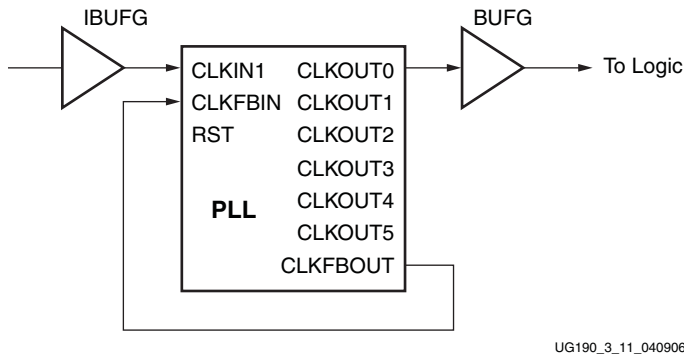 IBUFG
BUFG
CLKIN1 CLKOUT0
To Logic
CLKFBIN CLKOUT1
RST CLKOUT2
CLKOUT3
PLL
CLKOUT4
CLKOUT5
CLKFBOUT
UG190_3_11_040906